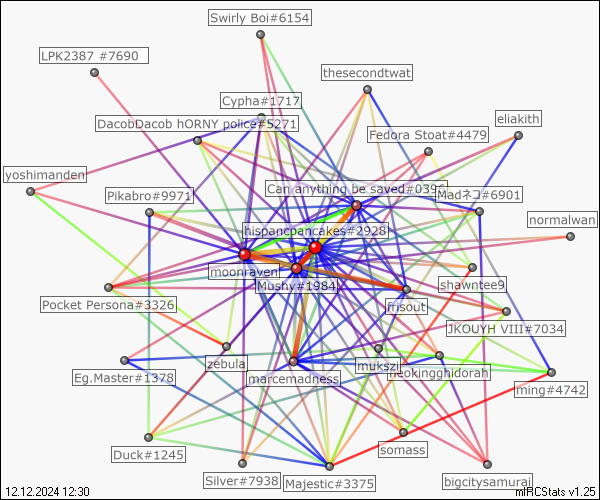 Swirly Boi#6154
LPK2387 #7690
thesecondtwat
Cypha#1717
DacobDacob hORNY police#5271
eliakith
Fedora Stoat#4479
yoshimanden
Pikabro#9971
Can anything be saved#0396
Madネコ#6901
normalwan
hispancpancakes#2928
moonraven
Mushy#1984
shawntee9
Pocket Persona#3326
msout
JKOUYH VIII#7034
zebula
mukszi
neokingghidorah
Eg.Master#1378
marcemadness
ming#4742
Duck#1245
somass
Silver#7938
Majestic#3375
bigcitysamurai
12.12.2024 12:30
mIRCStats v1.25